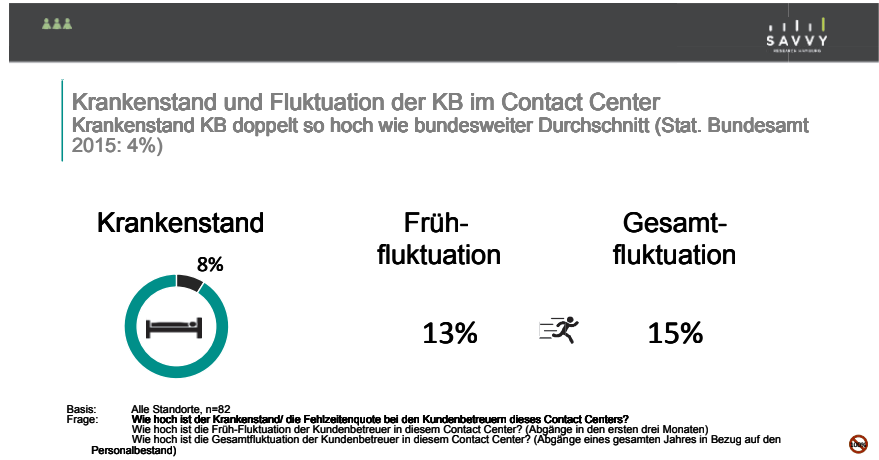 SAVVY
RESEARCH HAMBURG
Krankenstand und Fluktuation der KB im Contact Center
Krankenstand KB doppelt so hoch wie bundesweiter Durchschnitt (Stat. Bundesamt
2015: 4%)
Krankenstand
Früh-
fluktuation
Gesamt-
fluktuation
8%
13%
15%
Basis: Alle Standorte, n=82
Frage: Wie hoch ist der Krankenstand/ die Fehlzeitenquote bei den Kundenbetreuern dieses Contact Centers?
Wie hoch ist die Früh-Fluktuation der Kundenbetreuer in diesem Contact Center? (Abgänge in den ersten drei Monaten)
Wie hoch ist die Gesamtfluktuation der Kundenbetreuer in diesem Contact Center? (Abgänge eines gesamten Jahres in Bezug auf den
Personalbestand)
100%